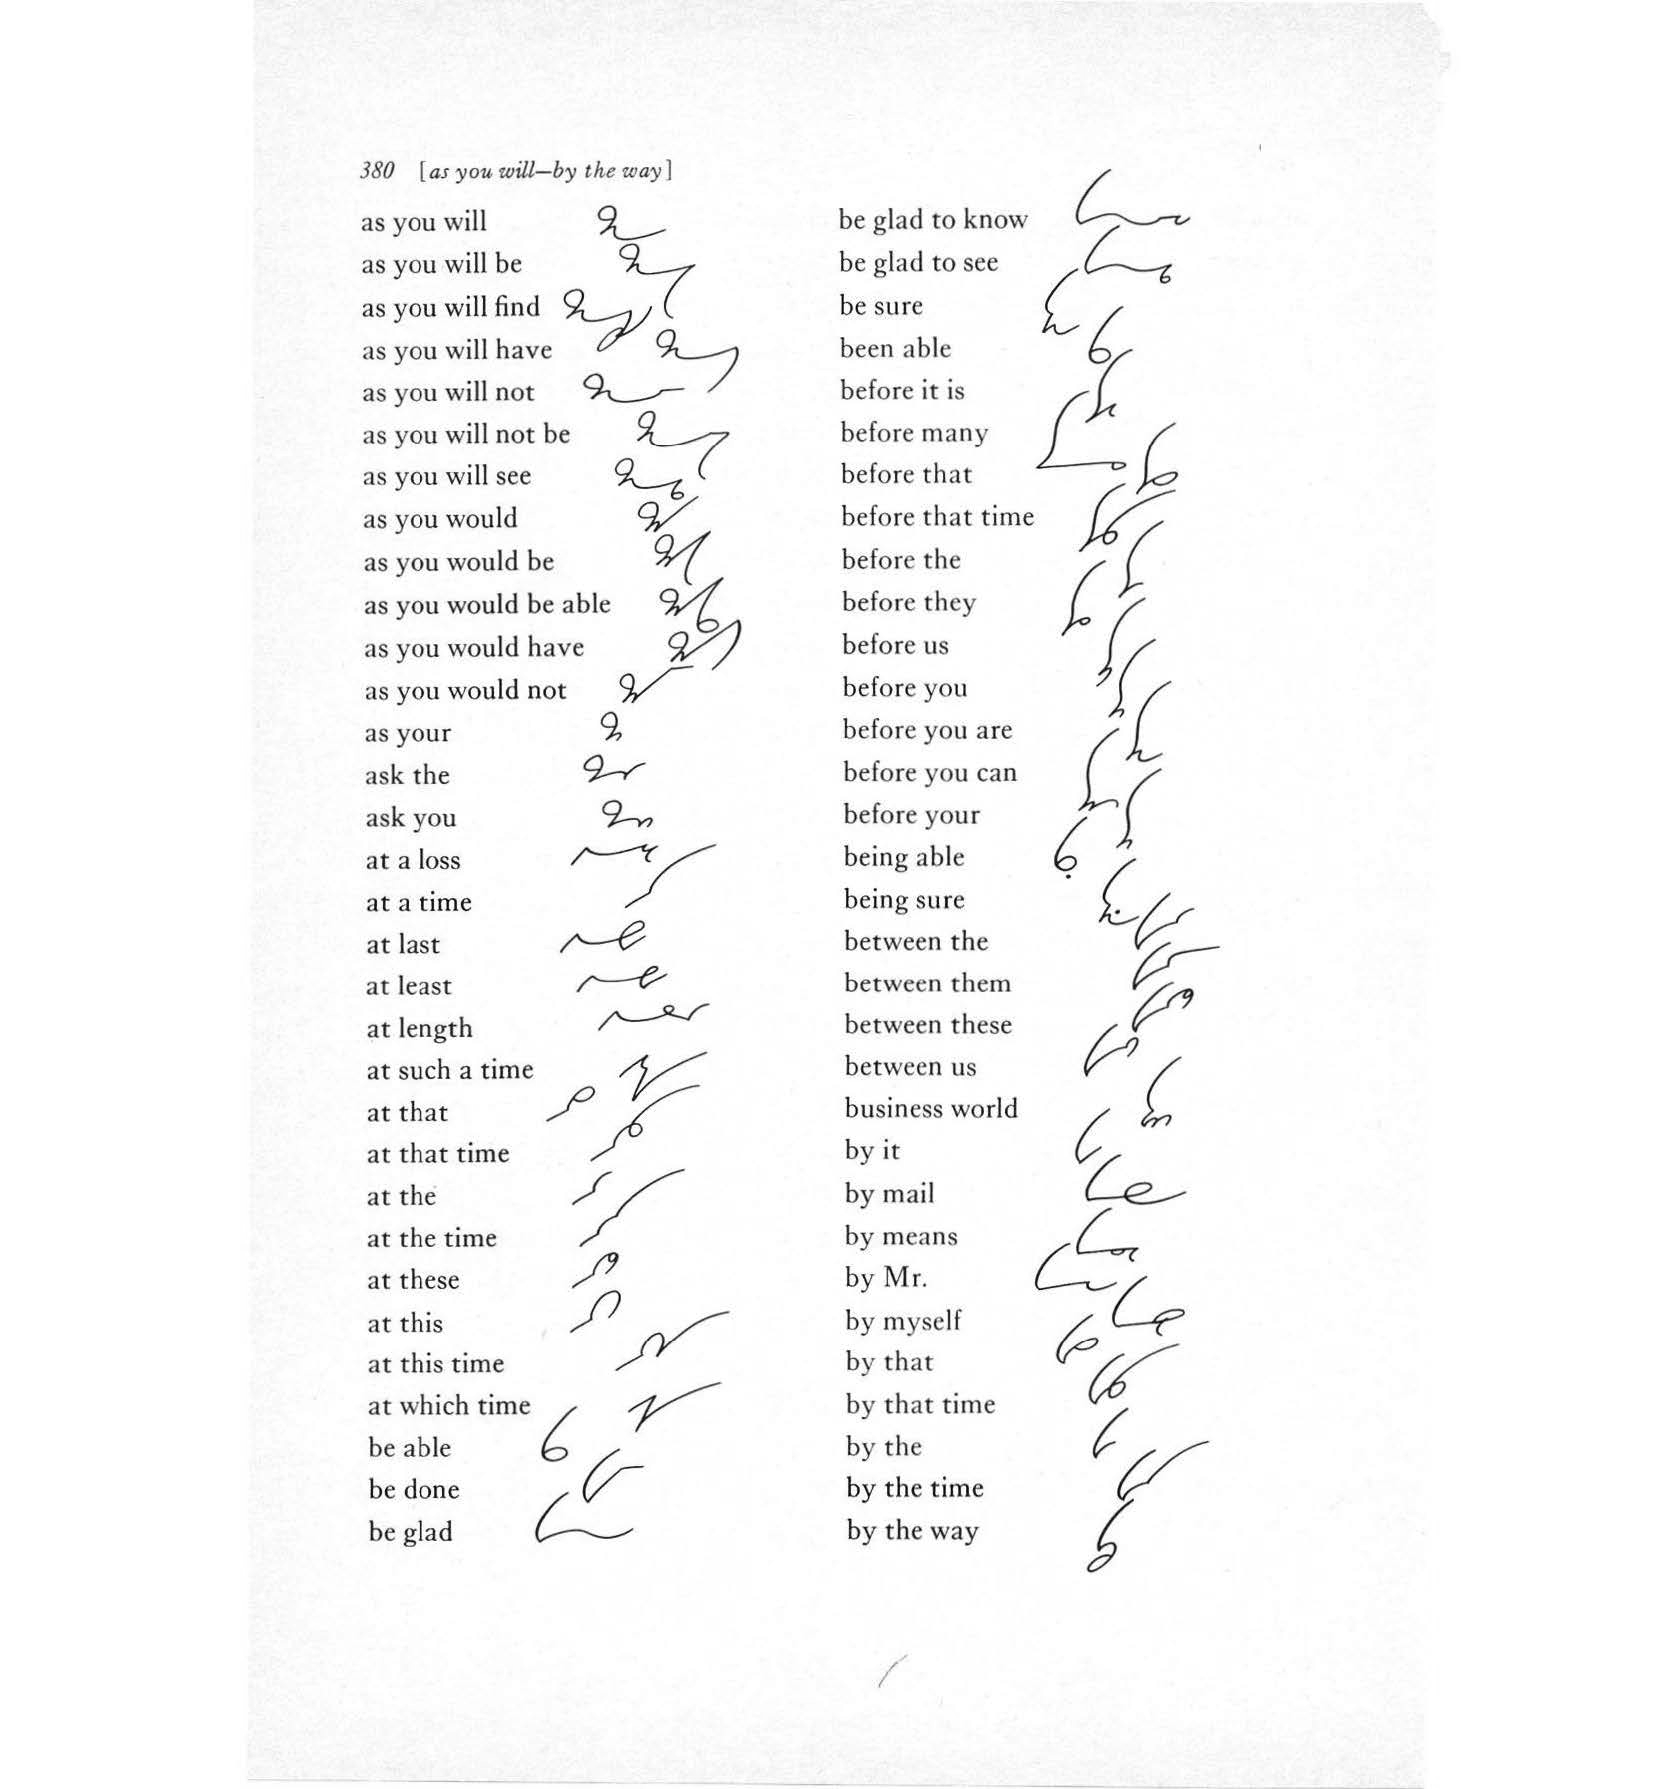 380 [as you will—by the way]
as you will
as you will be
as you will find
as you will have
as you will not
as you will not be
as you will see
as you would
as you would be
as you would be able
as you would have
as you would not
as your
ask the
ask you
at a loss
at a time
at last
at least
at length
at such a time
at that
at that time
at the
at the time
at these
at this
at this time
at which time
be able
be done
be glad
be glad to know
be glad to see
be sure
been able
before it is
before many
before that
before that time
before the
before they
before us
before you
before you are
before you can
before your
being able
being sure
between the
between them
between these
between us
business world
by it
by mail
by means
by Mr.
by myself
by that
by that time
by the
by the time
by the way